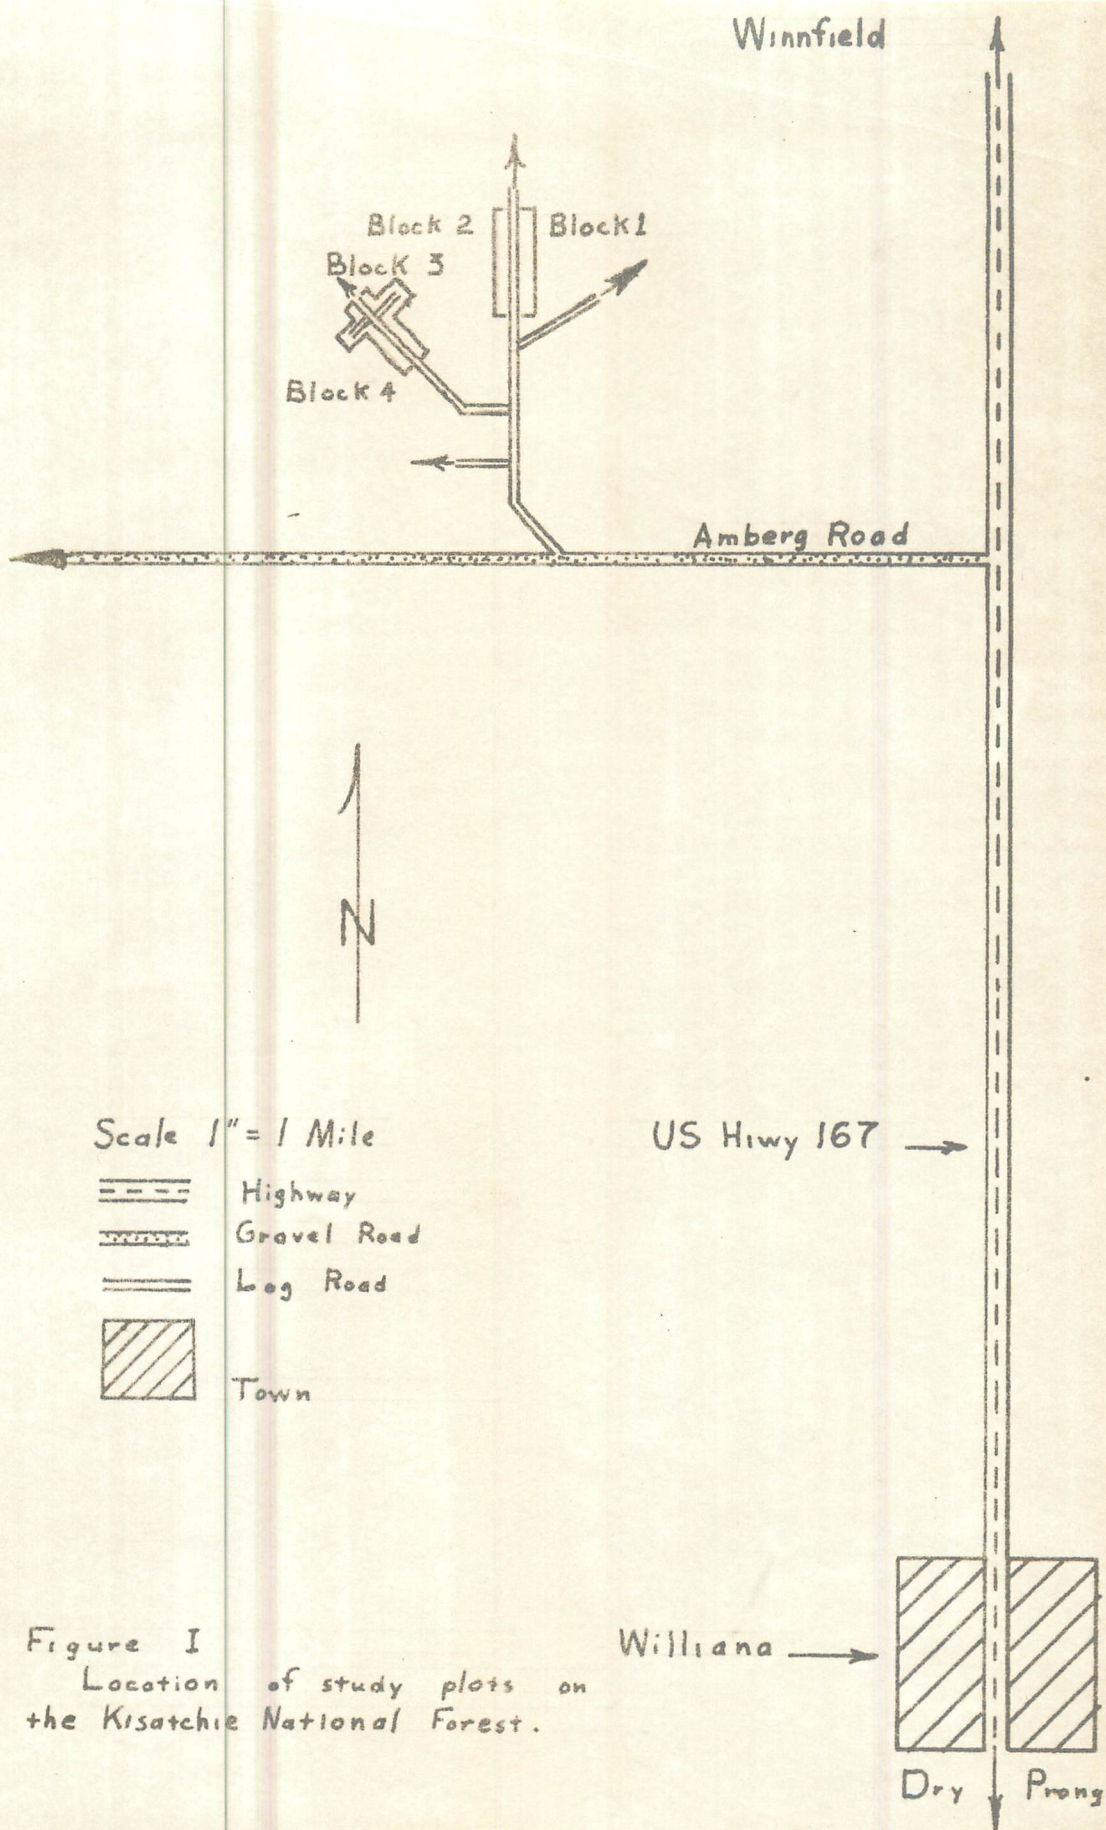 Winnfield
Block 2
Block 1
Block 3
Block 4
Amberg Road
N
Scale 1" = 1 Mile
US Hiwy 167
Highway
Gravel Road
Log Road
Town
Williana
Figure I
Location of study plots on
the Kisatchie National Forest.
Dry Prong